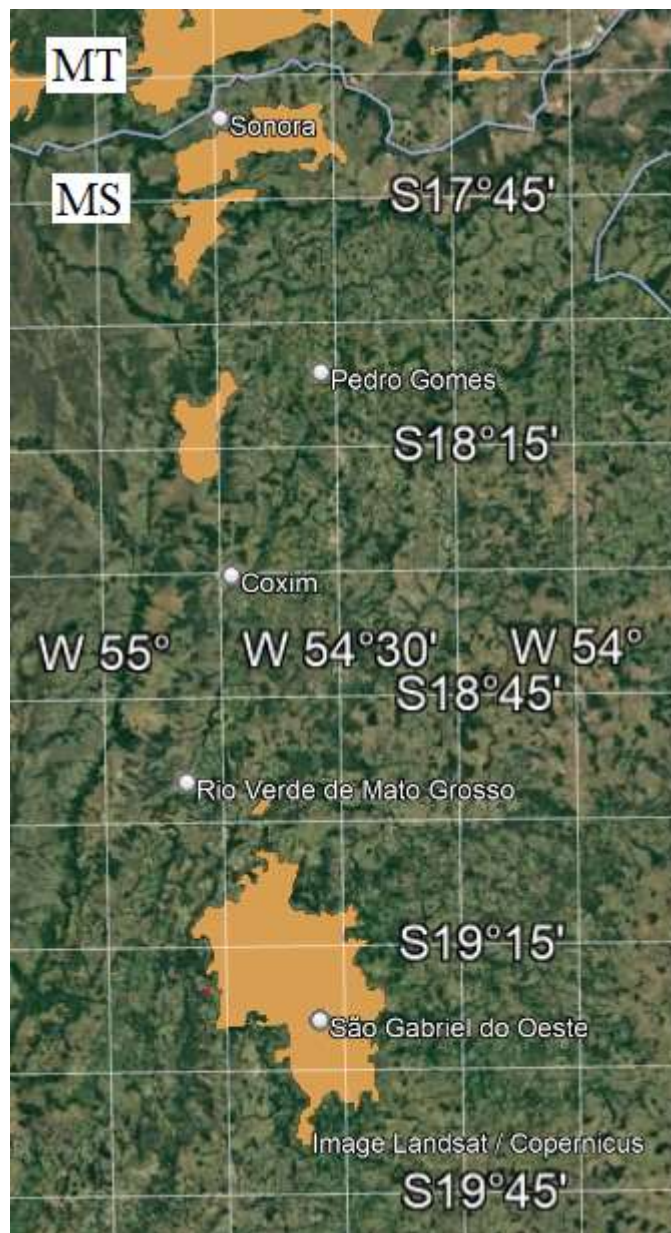 MT
Sonora
MS
S17°45'
Pedro Gomes
S18°15'
Coxim
W 55° W 54°30' W 54°
S18°45'
Rio Verde de Mato Grosso
S19°15'
São Gabriel do Oeste
Image Landsat / Copernicus
S19°45'